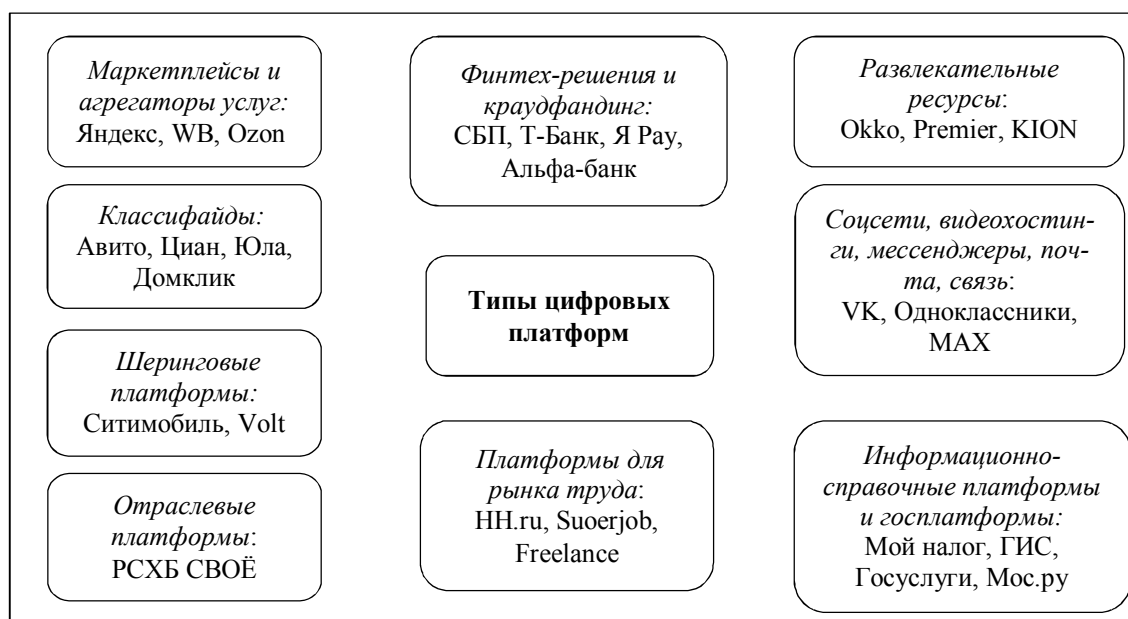 Маркетплейсы и
агрегаторы услуг:
Яндекс, WB, Ozon
Классифайды:
Авито, Циан, Юла,
Домклик
Шеринговые
платформы:
Ситимобиль, Volt
Отраслевые
платформы:
РСХБ СВОЁ
Финтех-решения и
краудфандинг:
СБП, Т-Банк, Я Pay,
Альфа-банк
Типы цифровых
платформ
Платформы для
рынка труда:
HH.ru, Suoerjob,
Freelance
Развлекательные
ресурсы:
Okko, Premier, KION
Соцсети, видеохостин-
ги, мессенджеры, поч-
та, связь:
VK, Одноклассники,
MAX
Информационно-
справочные платформы
и госплатформы:
Мой налог, ГИС,
Госуслуги, Мос.ру